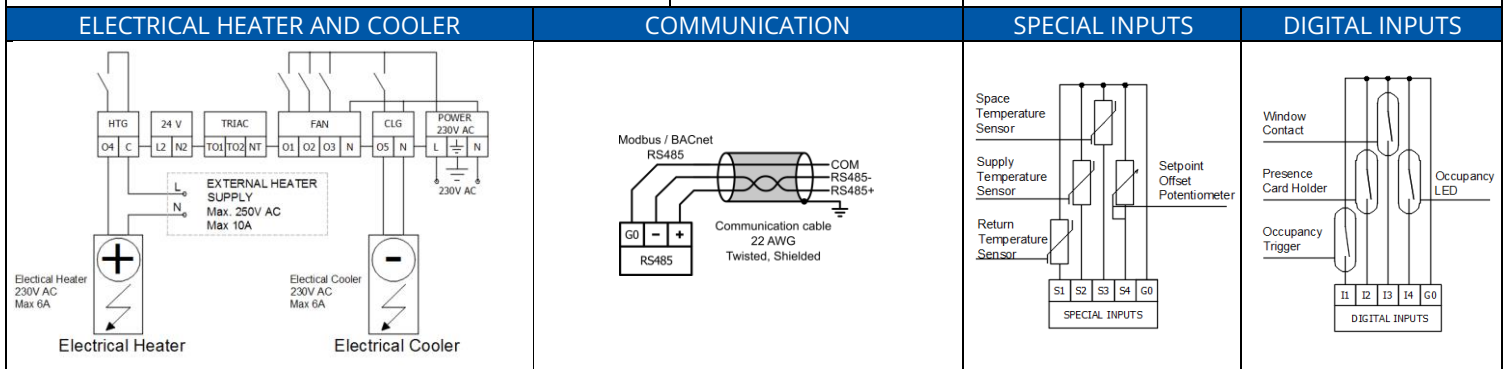 ELECTRICAL HEATER AND COOLER
HTG
24 V
TRIAC
FAN
CLG
POWER
230V AC
O4 C L2 N2 TO1 TO2 NT O1 O2 O3 N O5 N L N
230V AC
L
N
EXTERNAL HEATER
SUPPLY
Max. 250V AC
Max 10A
+
Electical Heater
230V AC
Max 6A
Electrical Heater
-
Electical Cooler
230V AC
Max 6A
Electrical Cooler
COMMUNICATION
Modbus / BACnet
RS485
COM
RS485-
RS485+
G0 − +
RS485
Communication cable
22 AWG
Twisted, Shielded
SPECIAL INPUTS
Space
Temperature
Sensor
Supply
Temperature
Sensor
Return
Temperature
Sensor
Setpoint
Offset
Potentiometer
S1 S2 S3 S4 G0
SPECIAL INPUTS
DIGITAL INPUTS
Window
Contact
Presence
Card Holder
Occupancy
Trigger
Occupancy
LED
I1 I2 I3 I4 G0
DIGITAL INPUTS